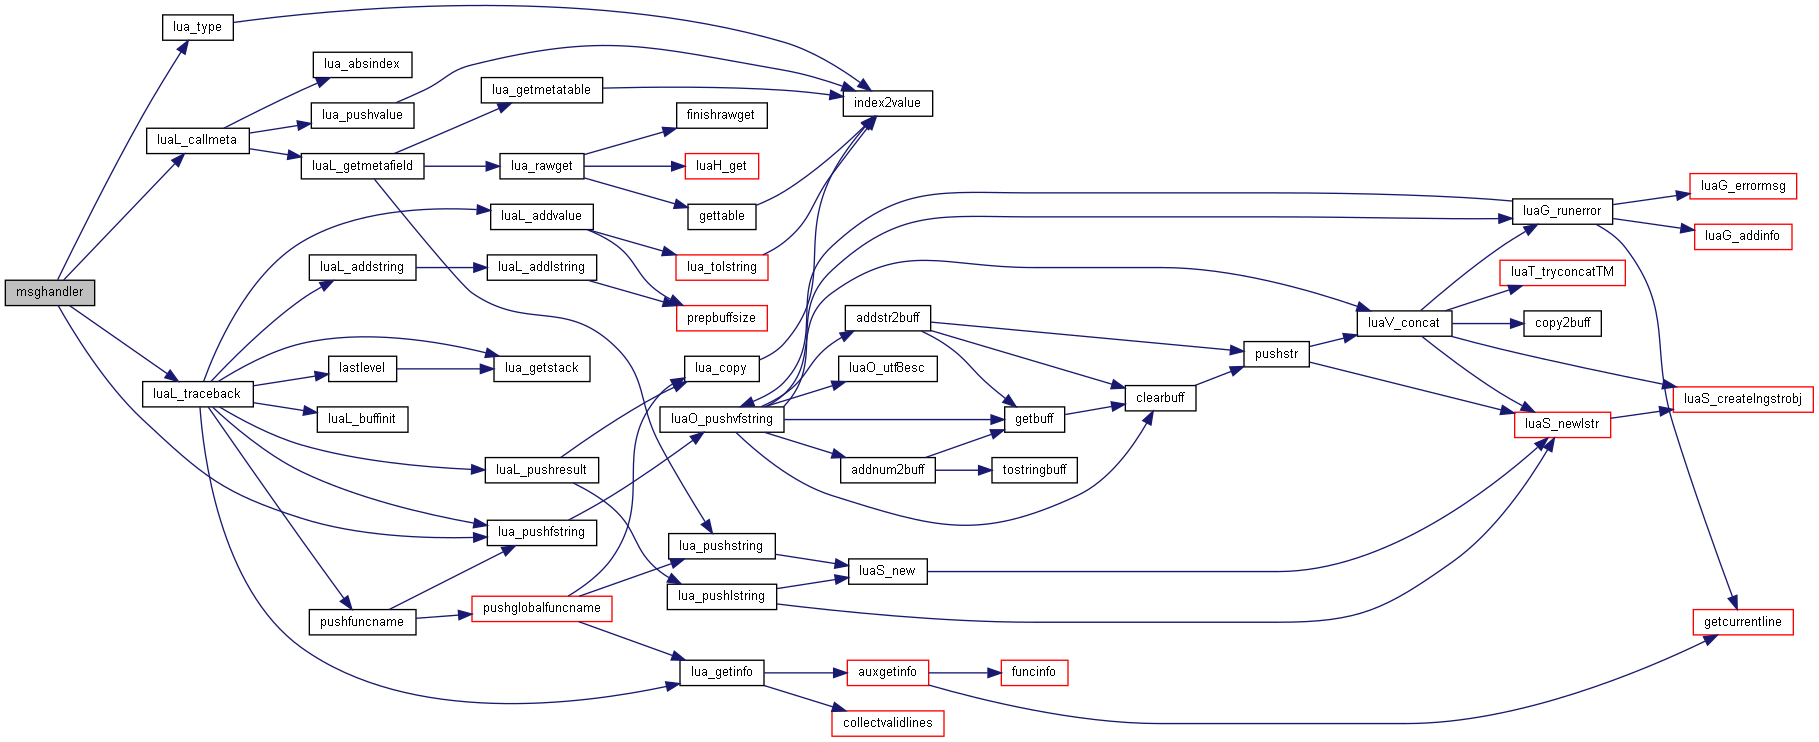 msghandler
lua_type
luaL_callmeta
luaL_traceback
lua_absindex
lua_pushvalue
luaL_getmetafield
luaL_addstring
lastlevel
luaL_buffinit
pushfuncname
lua_getmetatable
lua_rawget
luaL_addvalue
luaL_addlstring
lua_getstack
luaL_pushresult
lua_pushfstring
pushglobalfuncname
finishrawget
luaH_get
gettable
lua_tolstring
prepbuffsize
lua_copy
luaO_pushvfstring
lua_pushstring
lua_pushlstring
lua_getinfo
index2value
addstr2buff
luaO_utf8esc
addnum2buff
luaS_new
auxgetinfo
collectvalidlines
getbuff
tostringbuff
funcinfo
clearbuff
pushstr
luaV_concat
luaG_runerror
luaT_tryconcatTM
copy2buff
luaS_newlstr
luaG_errormsg
luaG_addinfo
luaS_createlngstrobj
getcurrentline